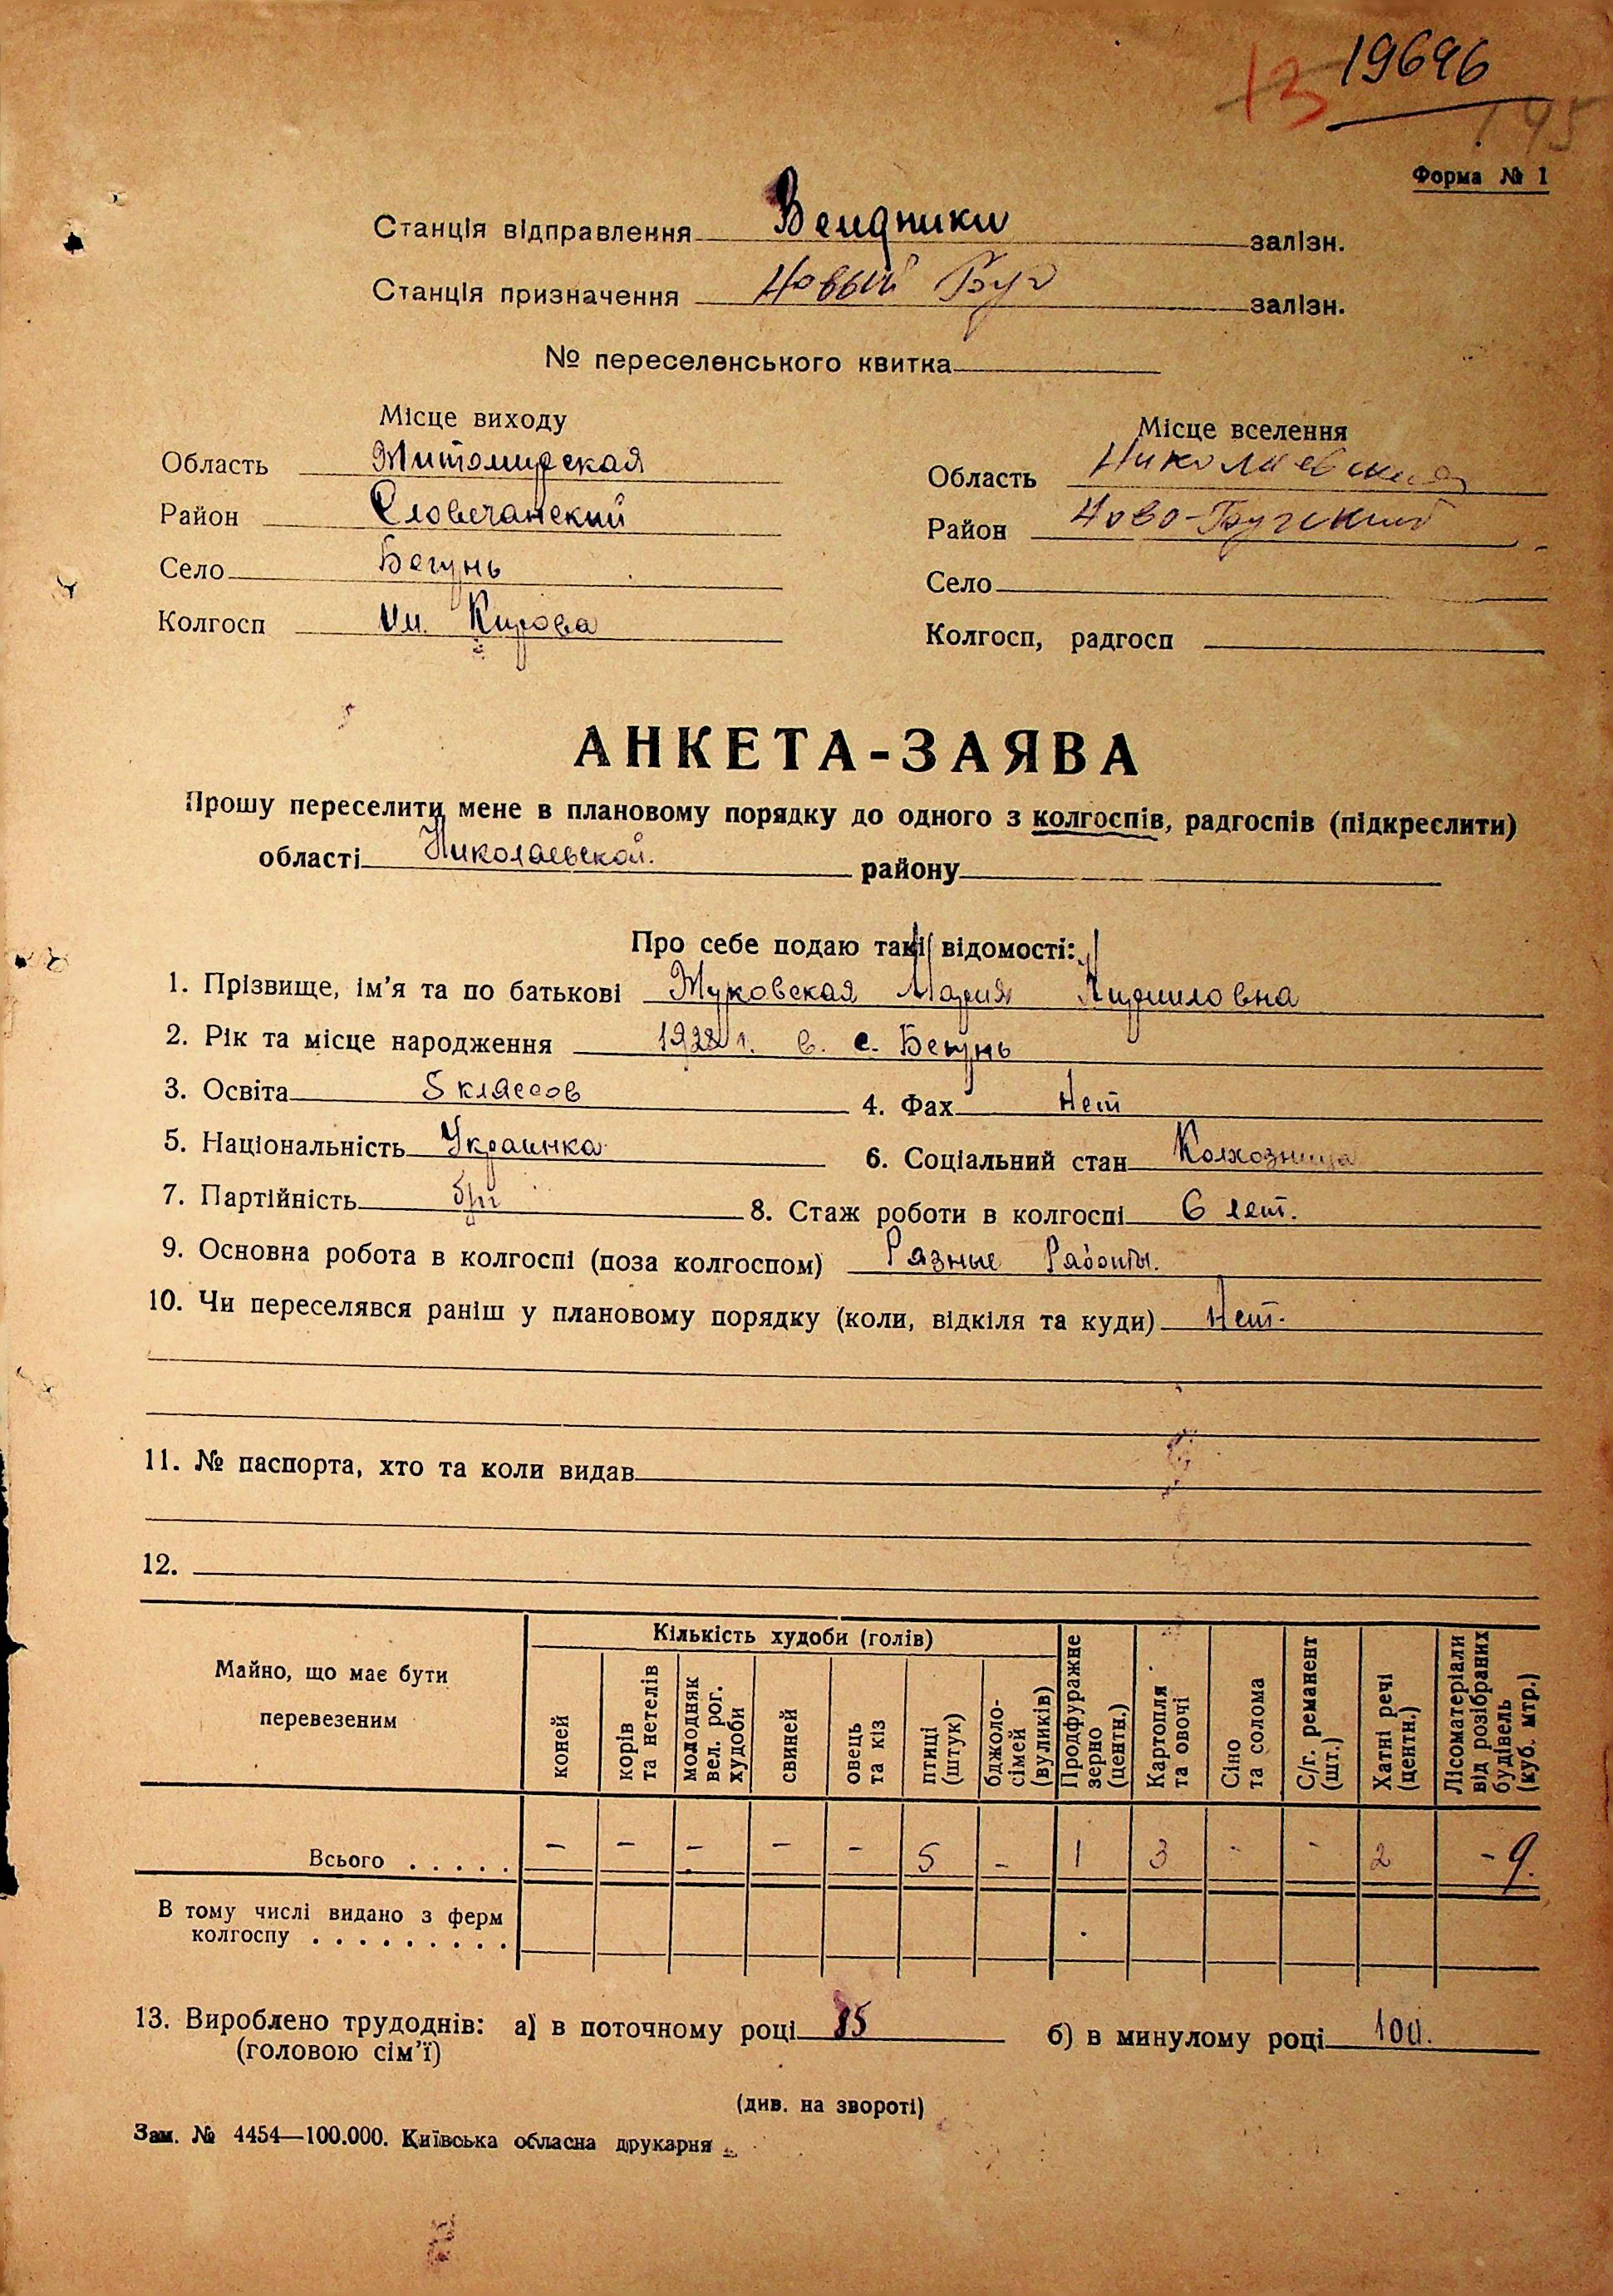 19696
13
195
Форма № 1
Станція відправлення залізн.
Станція призначення Новый Буг залізн.
№ переселенського квитка
Місце виходу
Місце вселення
Область Житомирская
Область Николаевская
Район Словечанский
Район Ново-Бугский
Село Бегунь
Село
Колгосп Им. Кирова
Колгосп, радгосп
АНКЕТА-ЗАЯВА
Прошу переселити мене в плановому порядку до одного з колгоспів, радгоспів (підкреслити)
області Николаевской. району
Про себе подаю такі відомості:
1. Прізвище, ім’я та по батькові Жуковская Мария
2. Рік та місце народження в. с. Бегунь
3. Освіта 5 классов 4. Фах Нет
5. Національність Украинка 6. Соціальний стан Колхозница
7. Партійність б/п 8. Стаж роботи в колгоспі 6 лет.
9. Основна робота в колгоспі (поза колгоспом) Разные Работы.
10. Чи переселявся раніш у плановому порядку (коли, відкіля та куди) Нет.
11. № паспорта, хто та коли видав
12.
Майно, що має бути перевезеним
Кількість худоби (голів)
коней
корів та нетелів
молодняк вел. рог. худоби
свиней
овець та кіз
птиці (штук)
бджолосімей (вуликів)
Продфуражне зерно (центн.)
Картопля та овочі
Сіно та солома
С/г. реманент (шт.)
Хатні речі (центн.)
Лісоматеріали від розібраних будівель (куб. мтр.)
Всього ..... – – – – – 5 – 1 3 - - 2 - 9.
В тому числі видано з ферм
колгоспу .........
13. Вироблено трудоднів: а) в поточному році 85 б) в минулому році 100.
(головою сім’ї)
(див. на звороті)
Зам. № 4454—100.000. Київська обласна друкарня